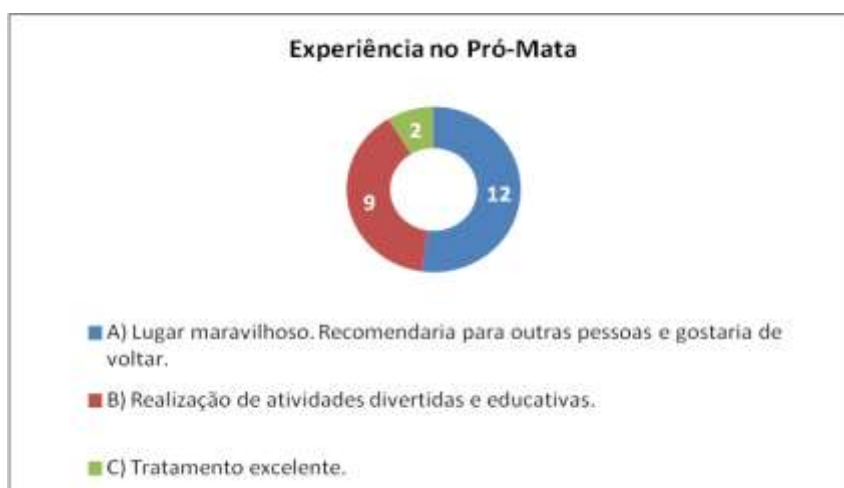 Experiência no Pró-Mata
2
12
9
A) Lugar maravilhoso. Recomendaria para outras pessoas e gostaria de
voltar.
B) Realização de atividades divertidas e educativas.
C) Tratamento excelente.